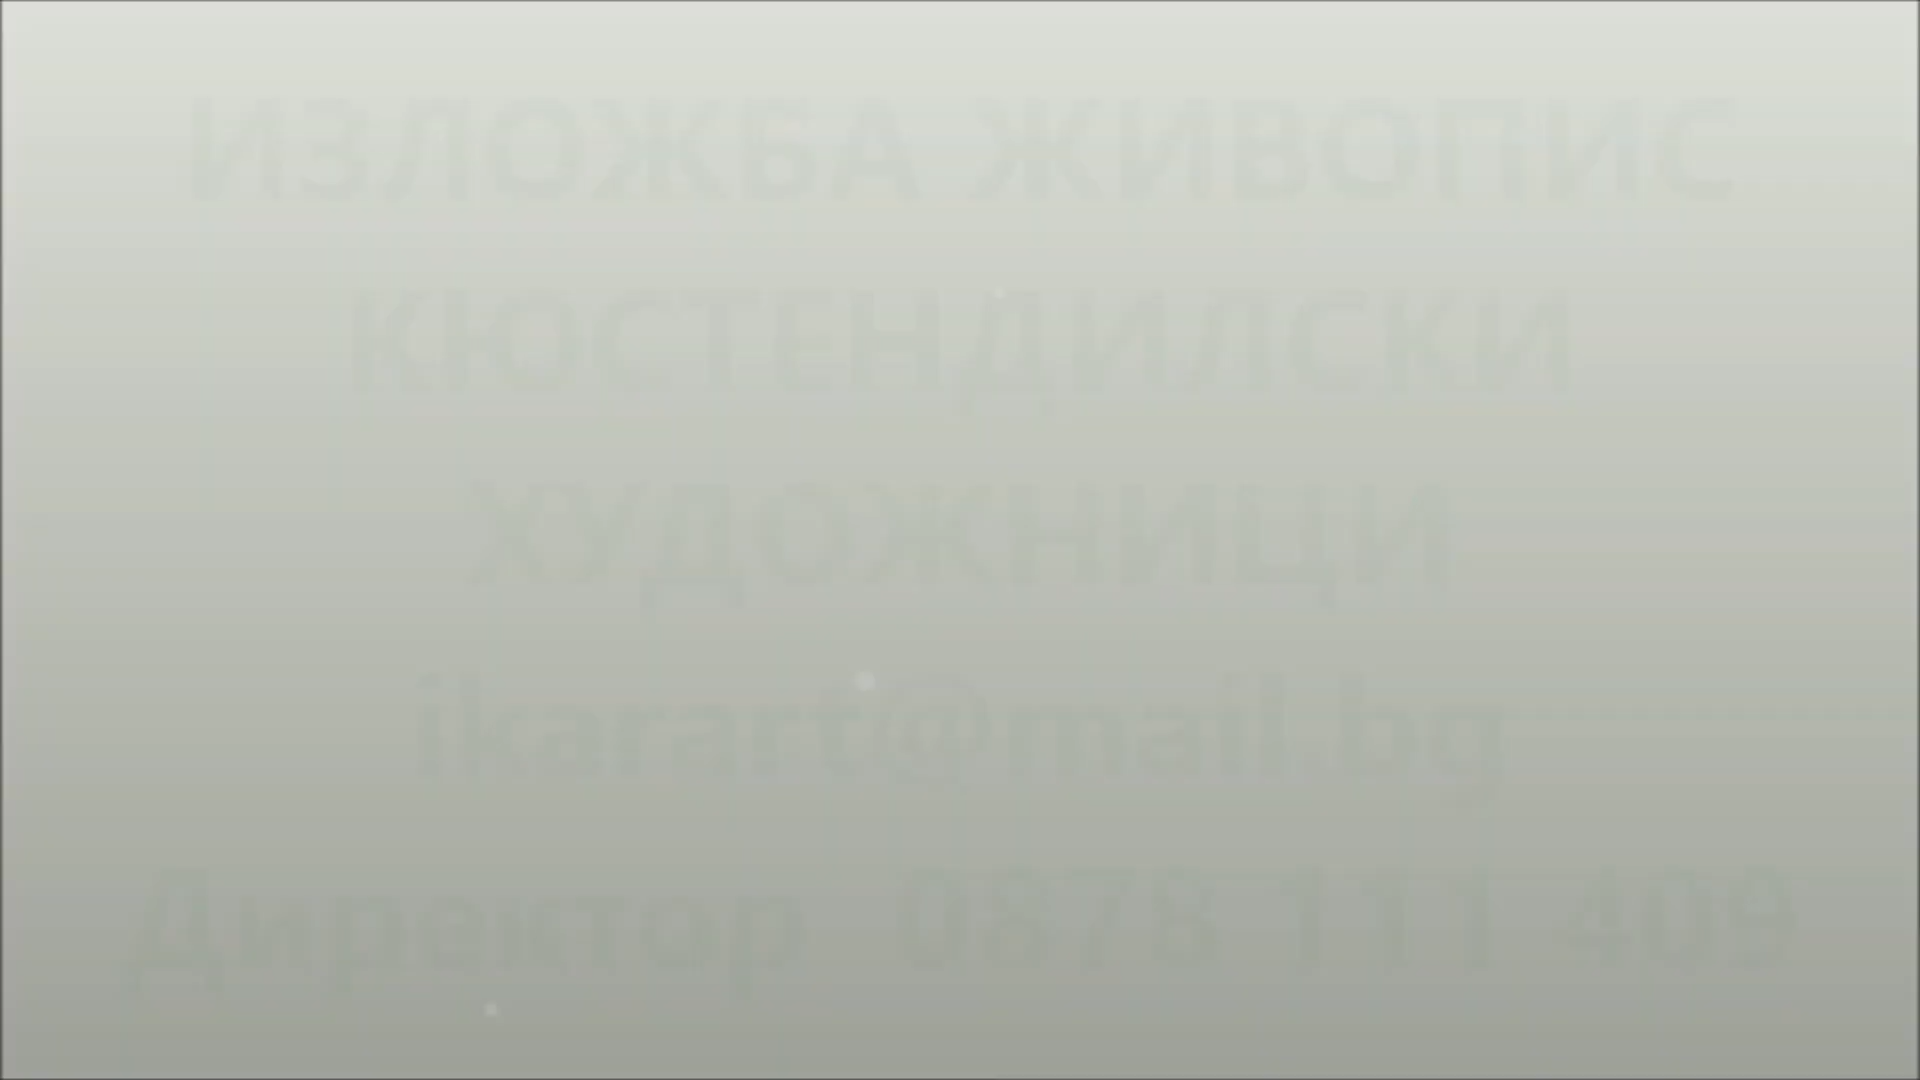 ИЗЛОЖБА ЖИВОПИС
КЮСТЕНДИЛСКИ
ХУДОЖНИЦИ
ikarart@mail.bg
Директор 0878 111 409